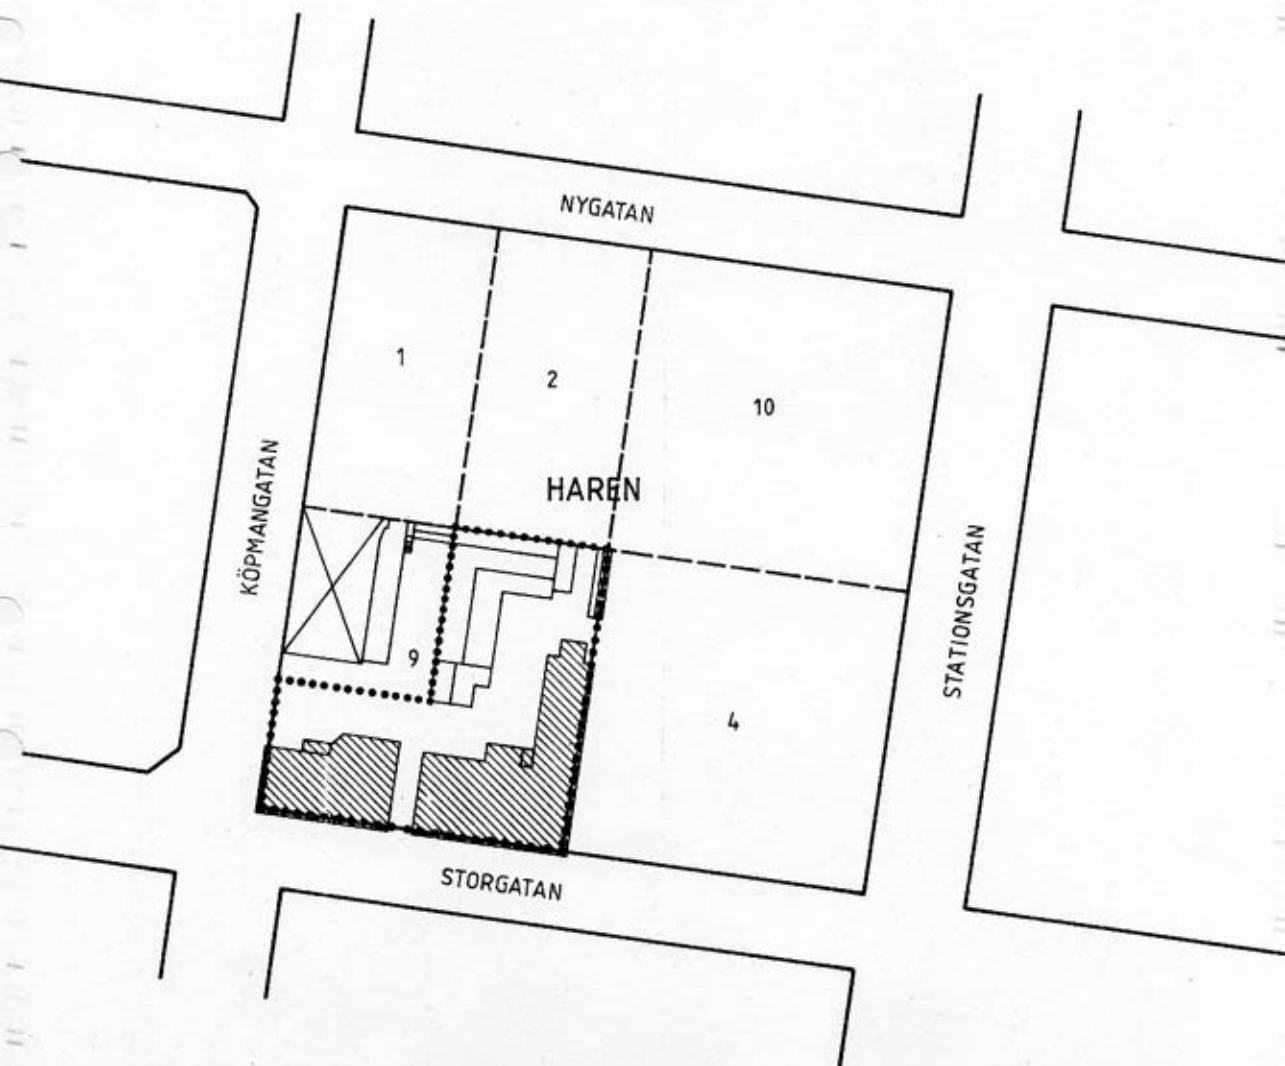 NYGATAN
1
2
10
HAREN
KÖPMANGATAN
STATIONSGATAN
9
4
STORGATAN